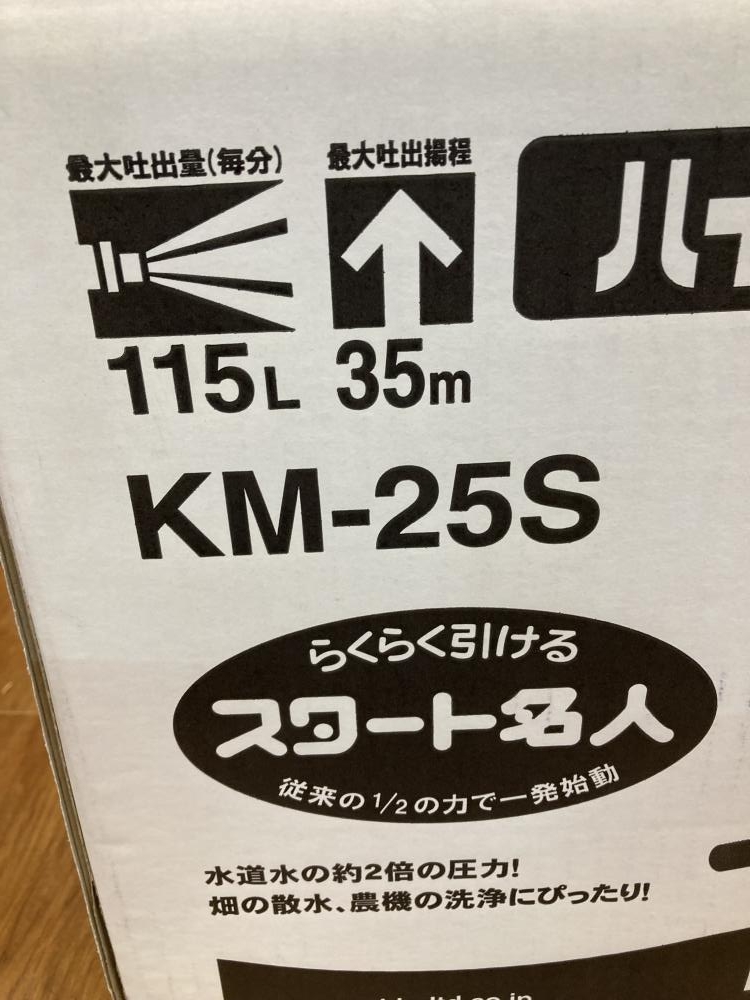 最大吐出量(毎分)
最大吐出揚程
115L
35m
KM-25S
らくらく引ける
スタート名人
従来の1/2の力で一発始動
水道水の約2倍の圧力!
畑の散水、農機の洗浄にぴったり!
ltd.co.jp